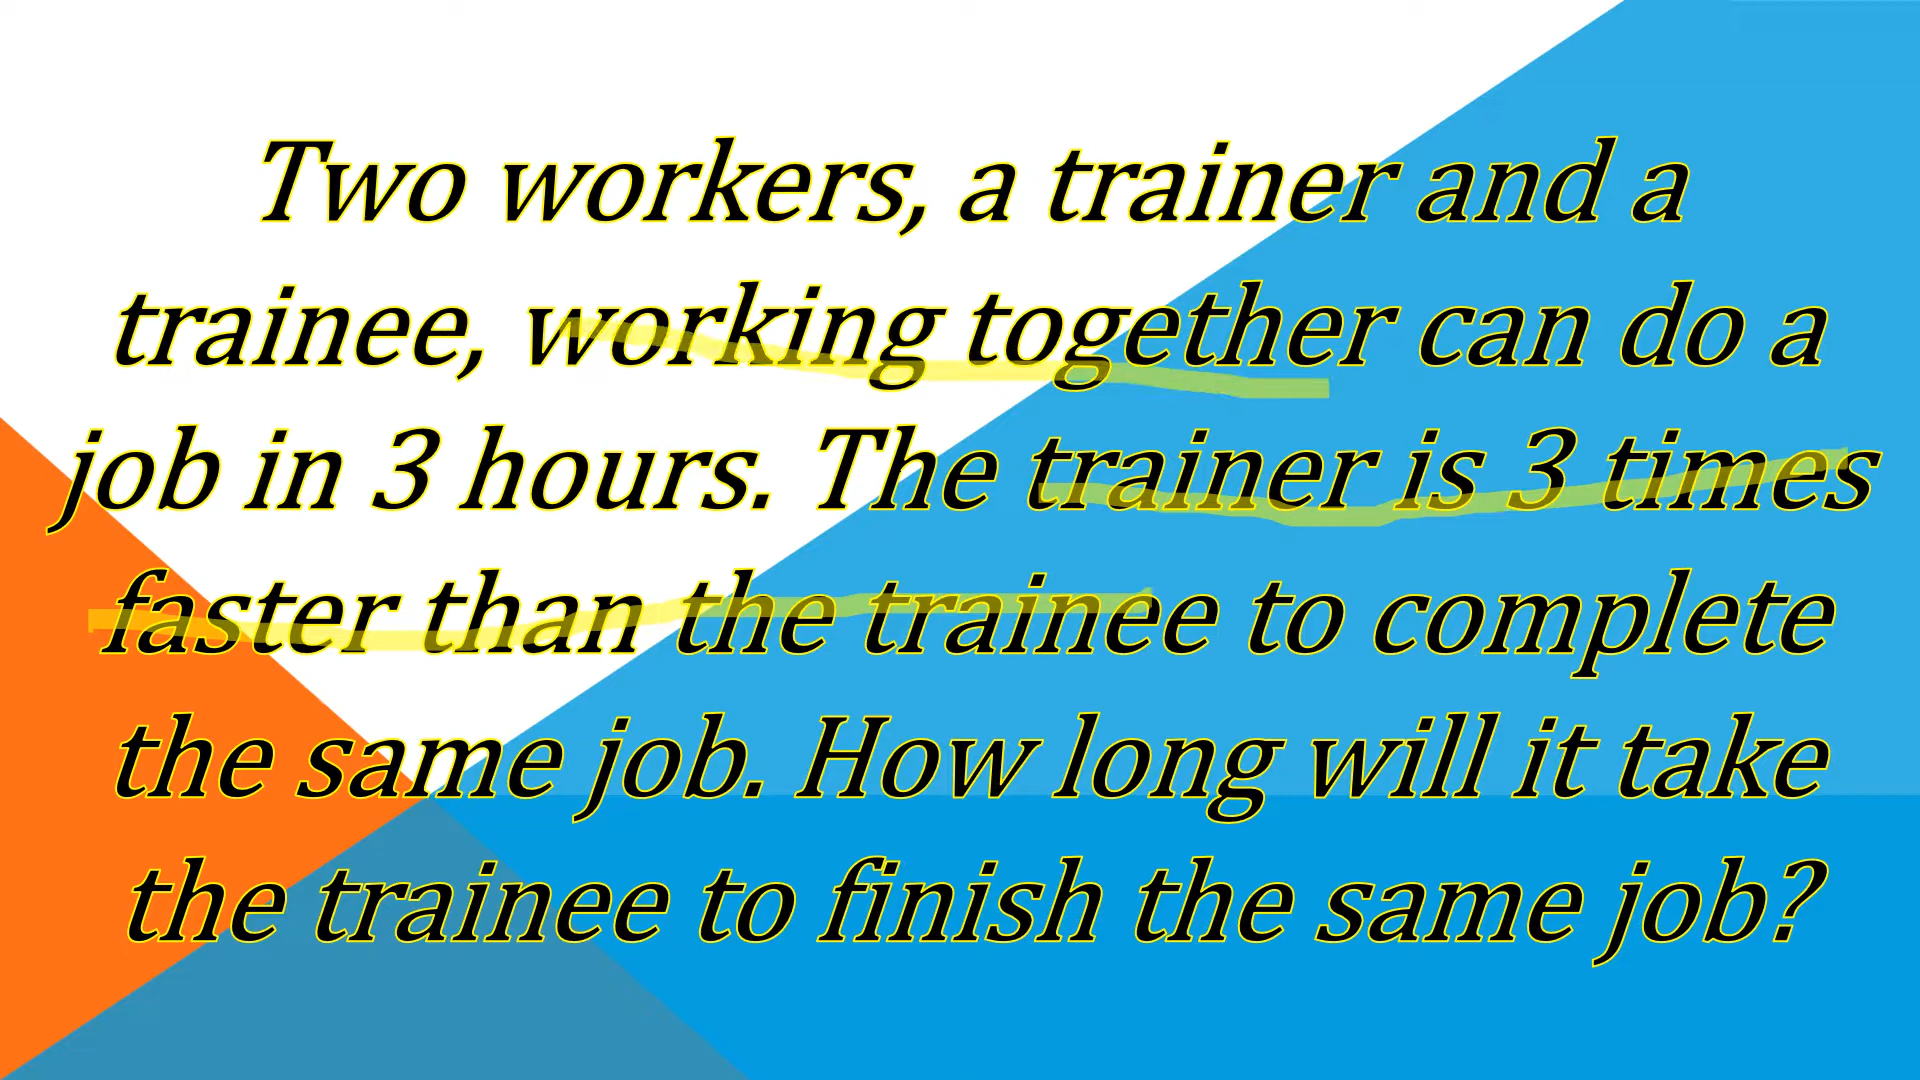 Two workers, a trainer and a
trainee, working together can do a
job in 3 hours. The trainer is 3 times
faster than the trainee to complete
the same job. How long will it take
the trainee to finish the same job?